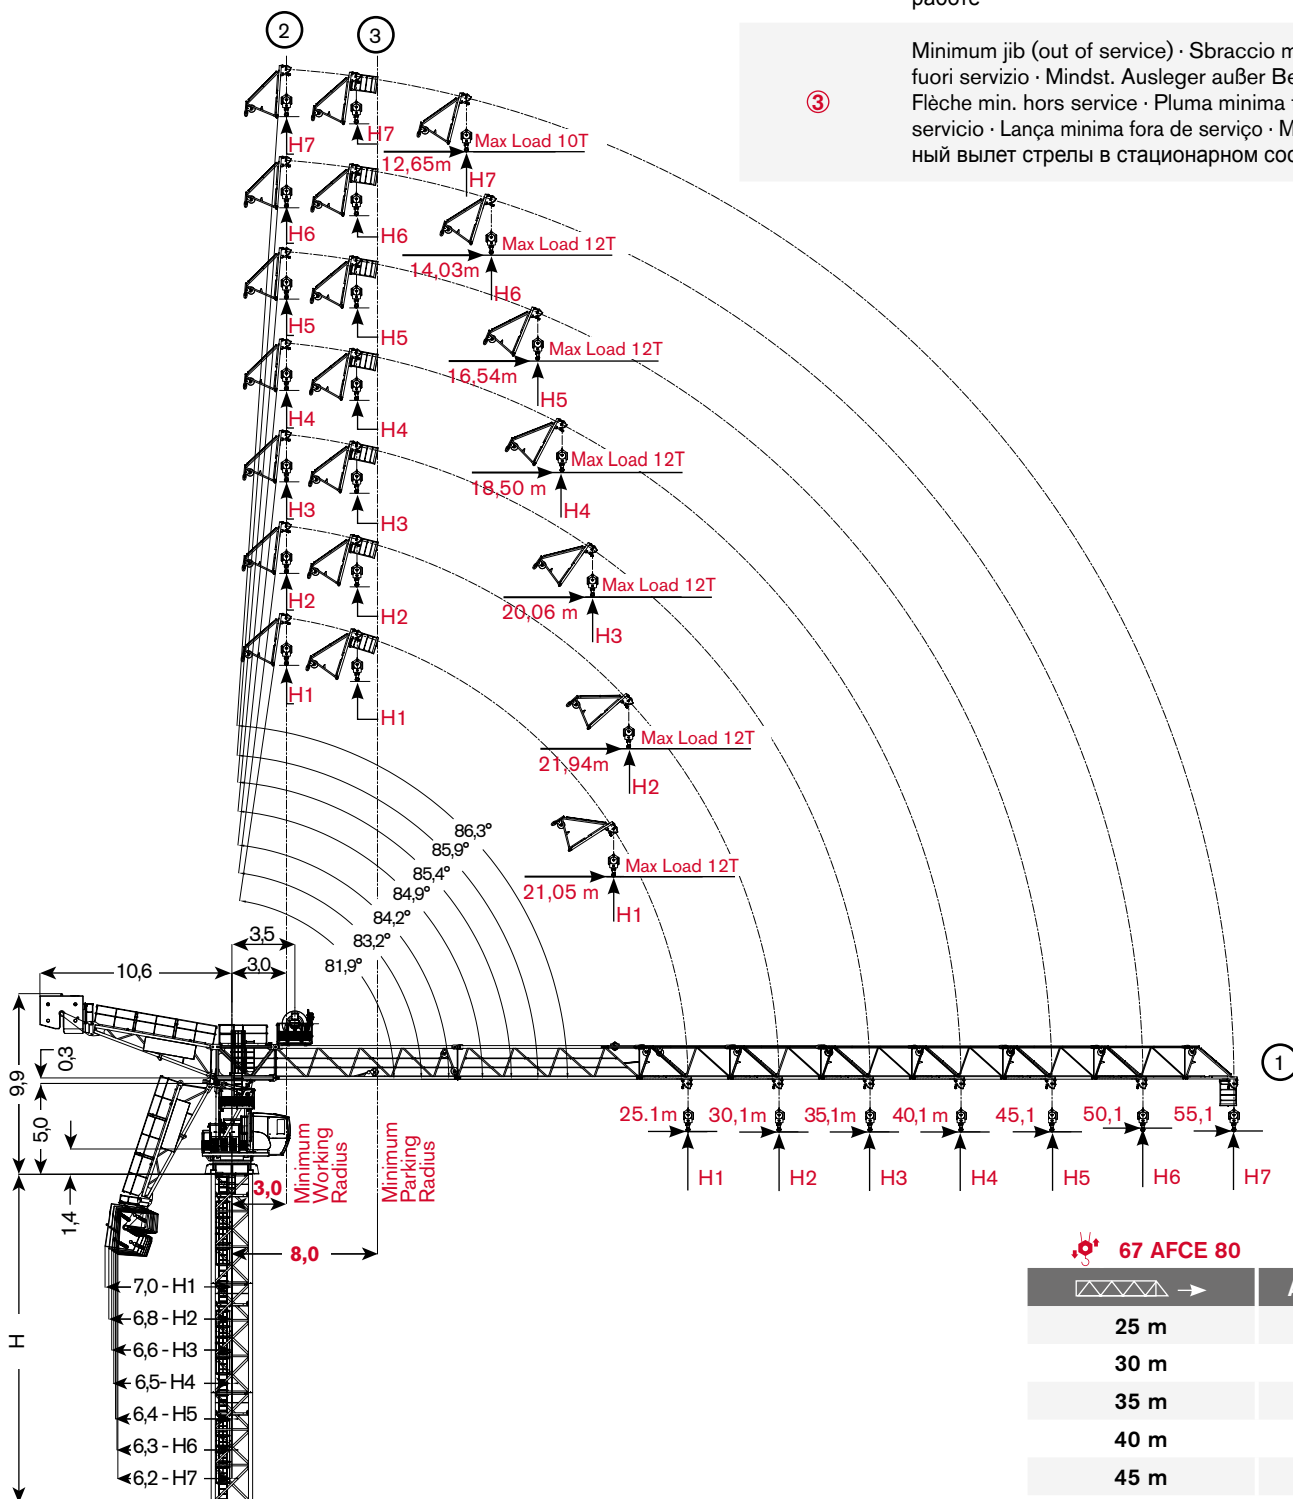 работе
Minimum jib (out of service) · Sbraccio m
fuori servizio · Mindst. Ausleger außer Be
Flèche min. hors service · Pluma minima
servicio · Lança minima fora de serviço · M
ный вылет стрелы в стационарном сос
3
2
3
H7
H7
Max Load 10T
12,65m
H7
H6
H6
Max Load 12T
14,03m
H6
H5
H5
Max Load 12T
16,54m
H5
H4
H4
Max Load 12T
18,50 m
H4
H3
H3
Max Load 12T
20,06 m
H3
H2
H2
Max Load 12T
21,94m
H2
H1
H1
Max Load 12T
21,05 m
H1
86,3°
85,9°
85,4°
84,9°
84,2°
83,2°
81,9°
3,5
10,6
3,0
9,9
0,3
5,0
1,4
H
1
25.1m
30,1m
35,1m
40,1 m
45,1
50,1
55,1
H1
H2
H3
H4
H5
H6
H7
Minimum
Working
Radius
Minimum
Parking
Radius
3,0
8,0
7,0 - H1
6,8 - H2
6,6 - H3
6,5- H4
6,4 - H5
6,3 - H6
6,2 - H7
67 AFCE 80
25 m
30 m
35 m
40 m
45 m